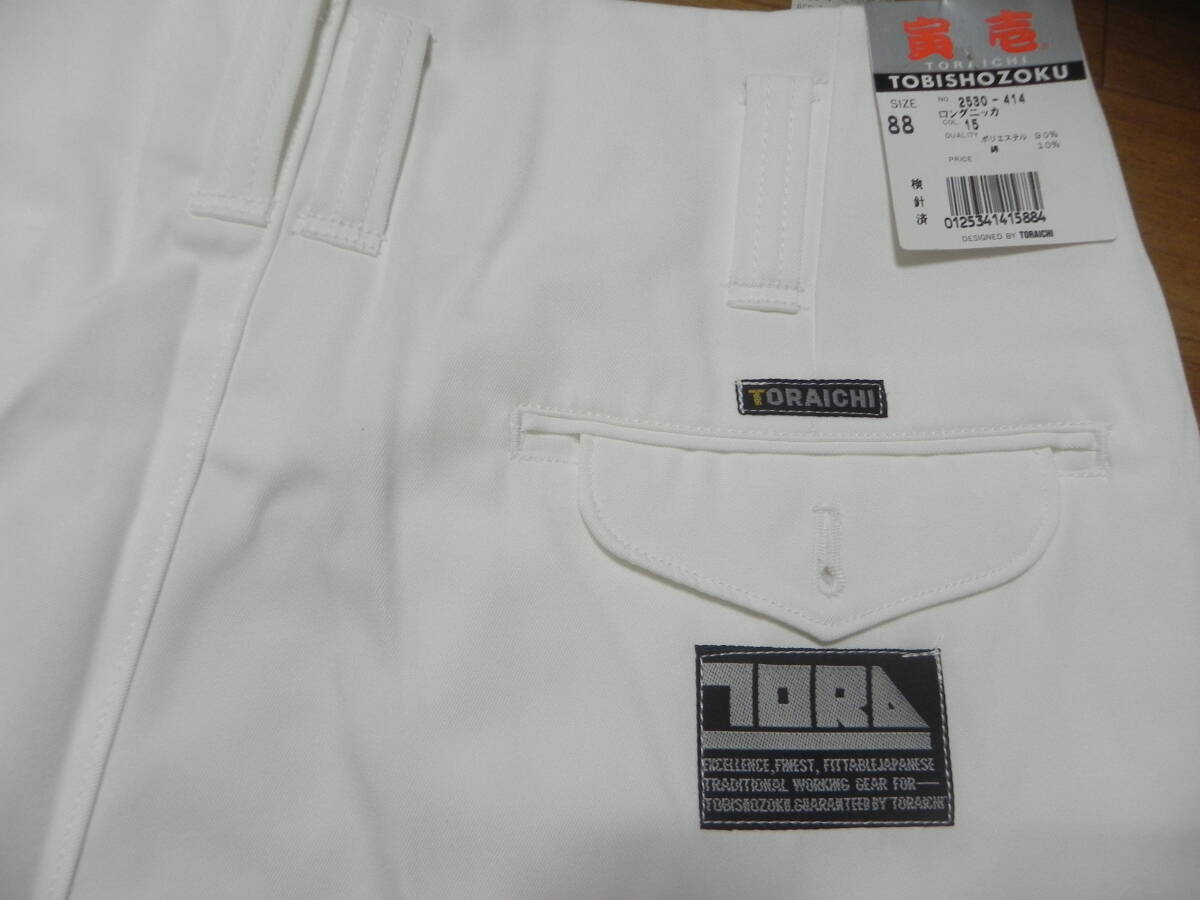 寅壱
TORAICHI
TOBISHOZOKU
SIZE
88
NO. 2530-414
ロングニッカ
COL. 15
QUALITY ポリエステル 90%
綿 10%
PRICE
検針済
0125341415884
DESIGNED BY TORAICHI
TORAICHI
TORA
EXCELLENCE, FINEST, FITTABLE JAPANESE
TRADITIONAL WORKING GEAR FOR—
TOBISHOZOKU.GUARANTEED BY TORAICHI